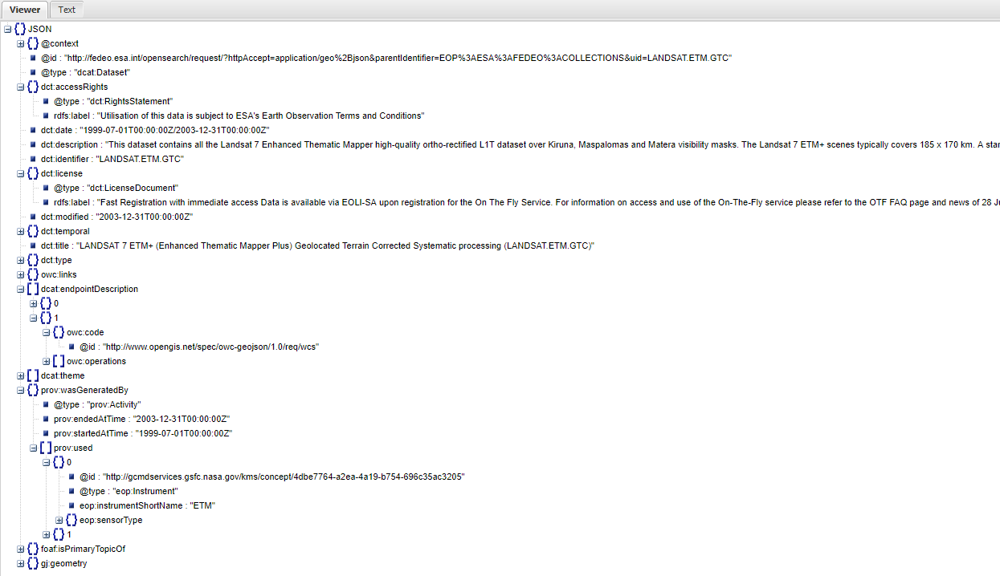 Viewer Text
JSON
@context
@id : "http://fedeo.esa.int/opensearch/request/?httpAccept=application/geo%2Bjson&parentIdentifier=EOP%3AESA%3AFEDEO%3ACOLLECTIONS&uid=LANDSAT.ETM.GTC"
@type : "dcat:Dataset"
dct:accessRights
@type : "dct:RightsStatement"
rdfs:label : "Utilisation of this data is subject to ESA's Earth Observation Terms and Conditions"
dct:date : "1999-07-01T00:00:00Z/2003-12-31T00:00:00Z"
dct:description : "This dataset contains all the Landsat 7 Enhanced Thematic Mapper high-quality ortho-rectified L1T dataset over Kiruna, Maspalomas and Matera visibility masks. The Landsat 7 ETM+ scenes typically covers 185 x 170 km. A star
dct:identifier : "LANDSAT.ETM.GTC"
dct:license
@type : "dct:LicenseDocument"
rdfs:label : "Fast Registration with immediate access Data is available via EOLI-SA upon registration for the On The Fly Service. For information on access and use of the On-The-Fly service please refer to the OTF FAQ page and news of 28 Ju
dct:modified : "2003-12-31T00:00:00Z"
dct:temporal
dct:title : "LANDSAT 7 ETM+ (Enhanced Thematic Mapper Plus) Geolocated Terrain Corrected Systematic processing (LANDSAT.ETM.GTC)"
dct:type
owc:links
dcat:endpointDescription
0
1
owc:code
@id : "http://www.opengis.net/spec/owc-geojson/1.0/req/wcs"
owc:operations
dcat:theme
prov:wasGeneratedBy
@type : "prov:Activity"
prov:endedAtTime : "2003-12-31T00:00:00Z"
prov:startedAtTime : "1999-07-01T00:00:00Z"
prov:used
0
@id : "http://gcmdservices.gsfc.nasa.gov/kms/concept/4dbe7764-a2ea-4a19-b754-696c35ac3205"
@type : "eop:Instrument"
eop:instrumentShortName : "ETM"
eop:sensorType
1
foaf:isPrimaryTopicOf
gj:geometry